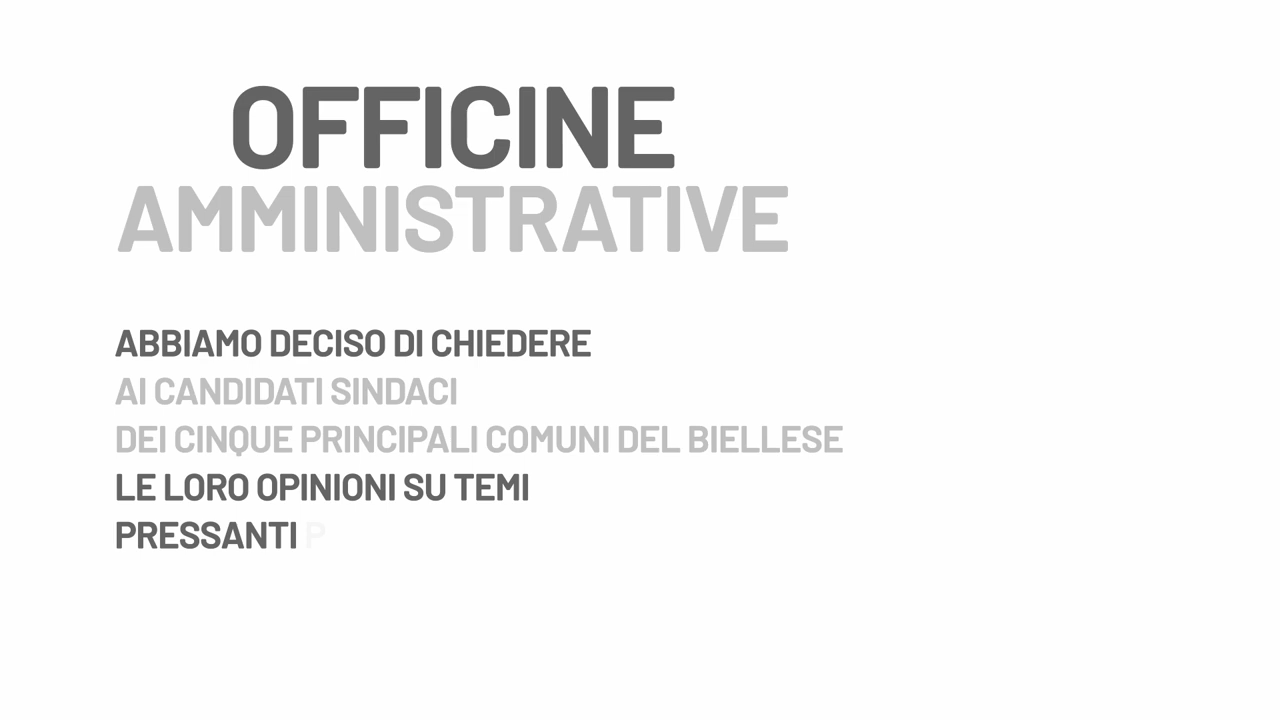 OFFICINE
AMMINISTRATIVE
ABBIAMO DECISO DI CHIEDERE
AI CANDIDATI SINDACI
DEI CINQUE PRINCIPALI COMUNI DEL BIELLESE
LE LORO OPINIONI SU TEMI
PRESSANTI P